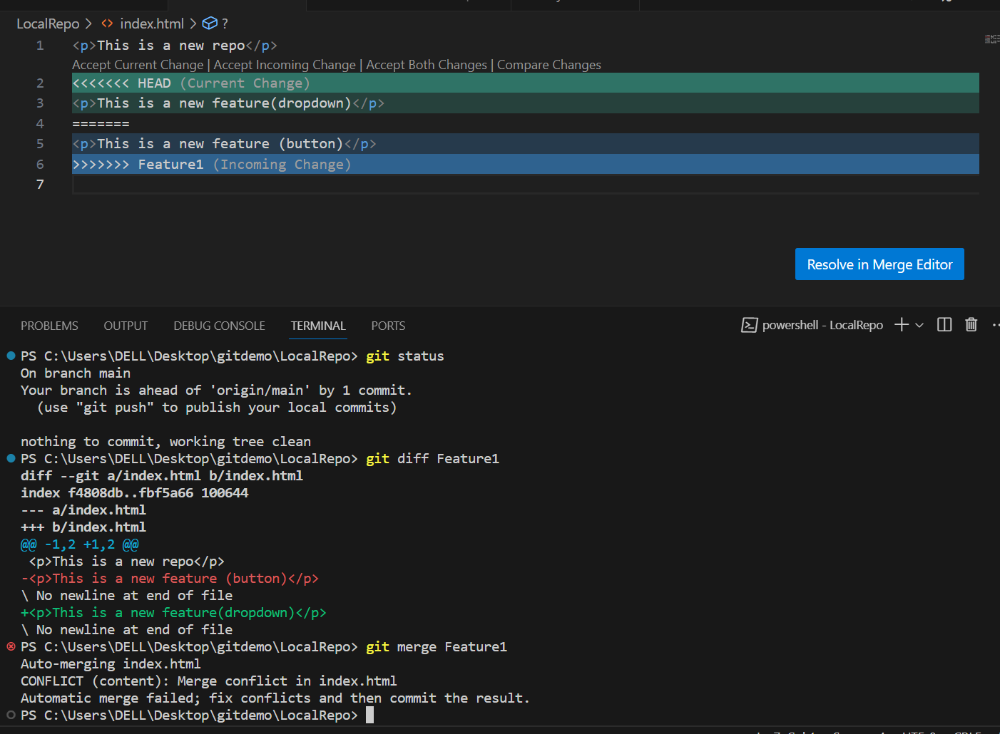 LocalRepo > index.html > ?
1 <p>This is a new repo</p>
Accept Current Change | Accept Incoming Change | Accept Both Changes | Compare Changes
2 <<<<<<< HEAD (Current Change)
3 <p>This is a new feature(dropdown)</p>
4 =======
5 <p>This is a new feature (button)</p>
6 >>>>>>> Feature1 (Incoming Change)
7
Resolve in Merge Editor
PROBLEMS OUTPUT DEBUG CONSOLE TERMINAL PORTS powershell - LocalRepo
PS C:\Users\DELL\Desktop\gitdemo\LocalRepo> git status
On branch main
Your branch is ahead of 'origin/main' by 1 commit.
  (use "git push" to publish your local commits)
nothing to commit, working tree clean
PS C:\Users\DELL\Desktop\gitdemo\LocalRepo> git diff Feature1
diff --git a/index.html b/index.html
index f4808db..fbf5a66 100644
--- a/index.html
+++ b/index.html
@@ -1,2 +1,2 @@
 <p>This is a new repo</p>
-<p>This is a new feature (button)</p>
\ No newline at end of file
+<p>This is a new feature(dropdown)</p>
\ No newline at end of file
PS C:\Users\DELL\Desktop\gitdemo\LocalRepo> git merge Feature1
Auto-merging index.html
CONFLICT (content): Merge conflict in index.html
Automatic merge failed; fix conflicts and then commit the result.
PS C:\Users\DELL\Desktop\gitdemo\LocalRepo>